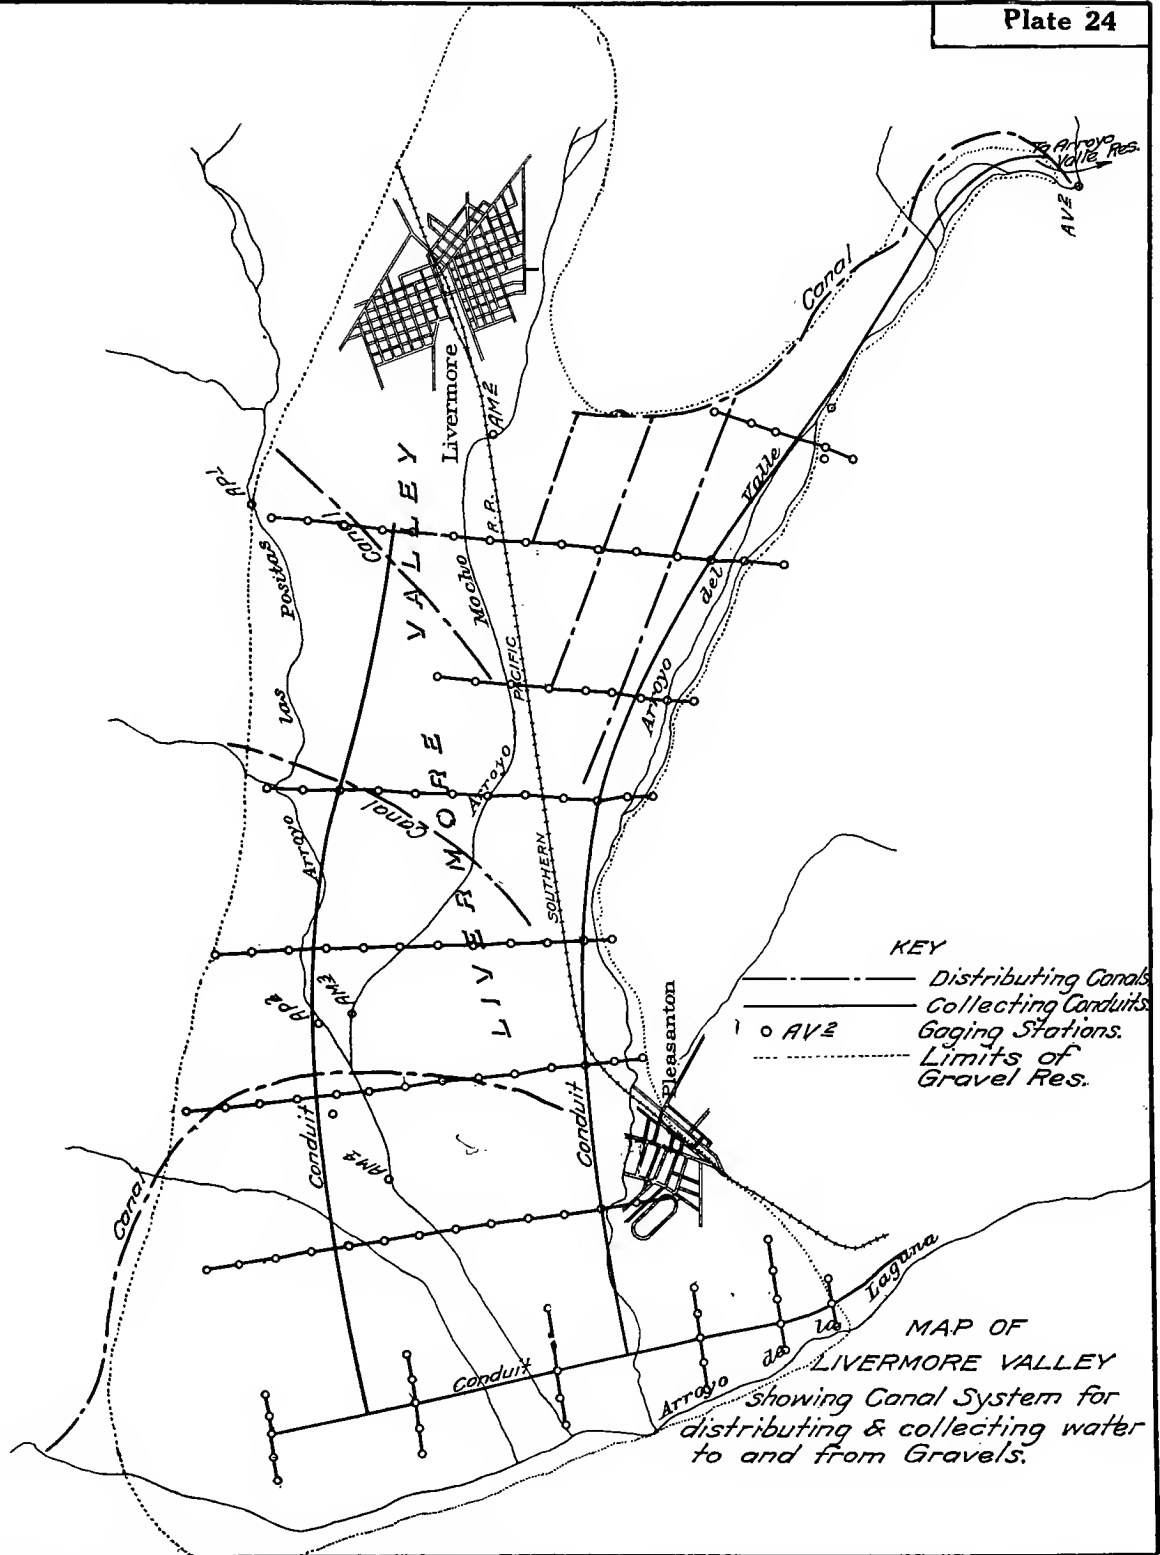 Plate 24
To Arroyo
Valle Res.
AV2
Canal
Livermore
AM2
VALLEY
AP1
Canal
R.R.
Valle
Positas
Mocho
del
PACIFIC
Arroyo
las
LIVERMORE
Arroyo
Canal
Arroyo
SOUTHERN
KEY
Distributing Canals
Collecting Conduits
AV2 Gaging Stations.
Limits of
Gravel Res.
AP2
Pleasanton
Conduit
Conduit
Canal
Laguna
la
de
Arroyo
Conduit
MAP OF
LIVERMORE VALLEY
showing Canal System for
distributing & collecting water
to and from Gravels.